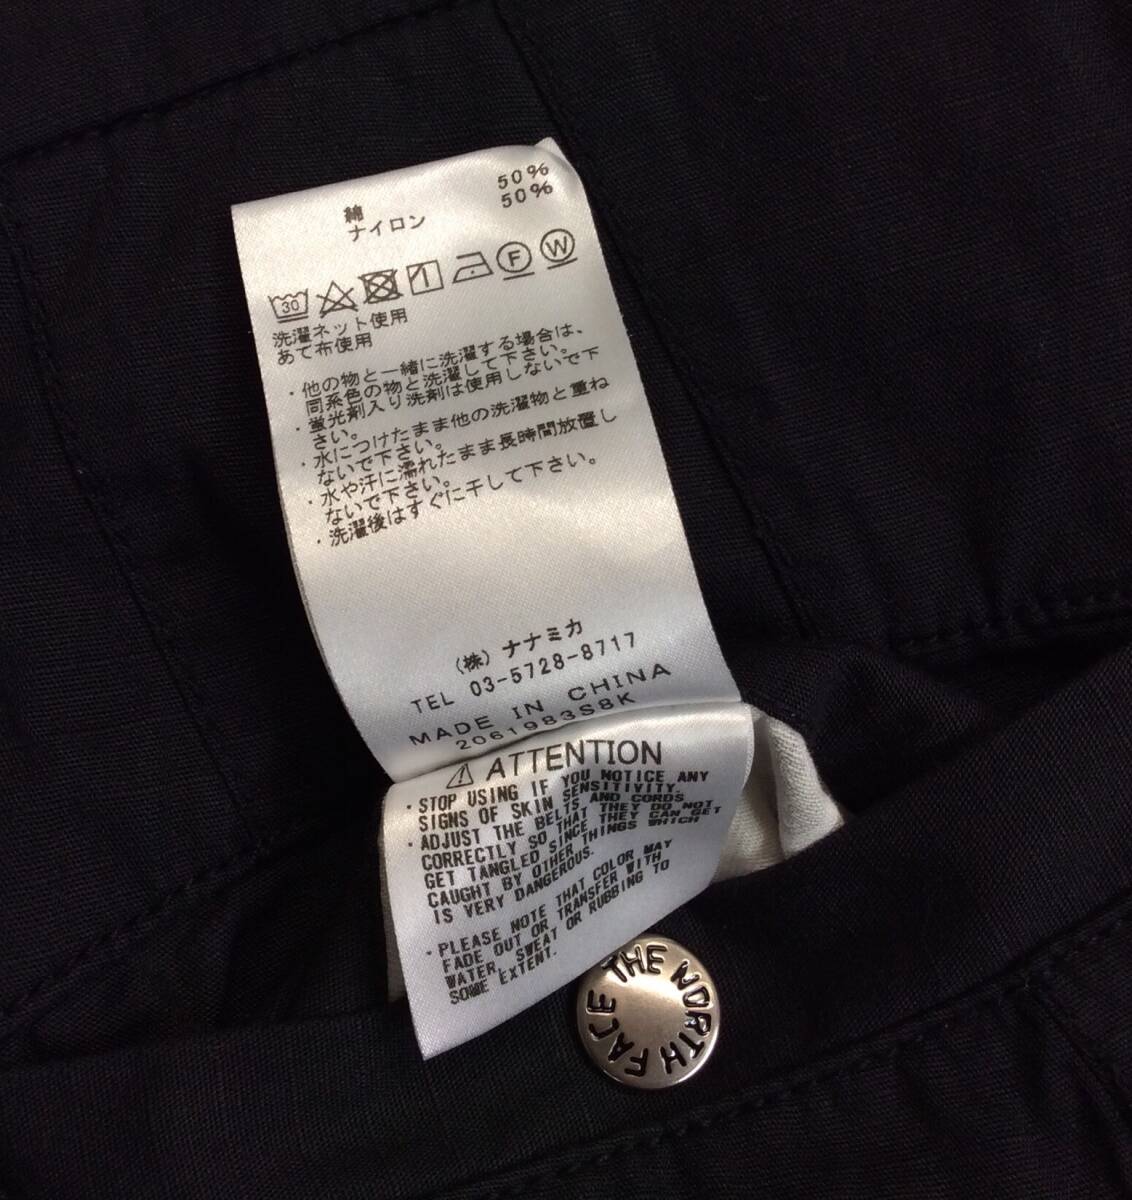 綿 50%
ナイロン 50%
30 F W
洗濯ネット使用
あて布使用
・他の物と一緒に洗濯する場合は、
同系色の物と洗濯して下さい。
・蛍光剤入り洗剤は使用しないで下
さい。
・水につけたまま他の洗濯物と重ね
ないで下さい。
・水や汗に濡れたまま長時間放置し
ないで下さい。
・洗濯後はすぐに干して下さい。
(株) ナナミカ
TEL 03-5728-8717
MADE IN CHINA
2061983S8K
ATTENTION
・STOP USING IF YOU NOTICE ANY
SIGNS OF SKIN SENSITIVITY.
・ADJUST THE BELTS AND CORDS
CORRECTLY SO THAT THEY DO NOT
GET TANGLED SINCE THEY CAN GET
CAUGHT BY OTHER THINGS WHICH
IS VERY DANGEROUS.
・PLEASE NOTE THAT COLOR MAY
FADE OUT OR TRANSFER WITH
WATER, SWEAT OR RUBBING TO
SOME EXTENT.
THE NORTH FACE